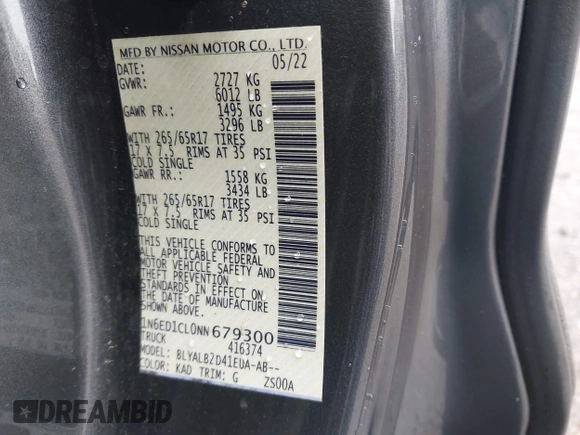 MFD BY NISSAN MOTOR CO., LTD.
DATE: 05/22
GVWR: 2727 KG
6012 LB
GAWR FR.: 1495 KG
3296 LB
WITH 265/65R17 TIRES
17 X 7.5 RIMS AT 35 PSI
COLD SINGLE
GAWR RR.: 1558 KG
3434 LB
WITH 265/65R17 TIRES
17 X 7.5 RIMS AT 35 PSI
COLD SINGLE
THIS VEHICLE CONFORMS TO
ALL APPLICABLE FEDERAL
MOTOR VEHICLE SAFETY AND
THEFT PREVENTION
STANDARDS IN EFFECT ON
THE DATE OF MANUFACTURE
SHOWN ABOVE.
1N6ED1CL0NN679300
TRUCK 416374
MODEL: BLYALB2D41EUA-AB--
COLOR: KAD TRIM: G ZS00A
DREAMBID